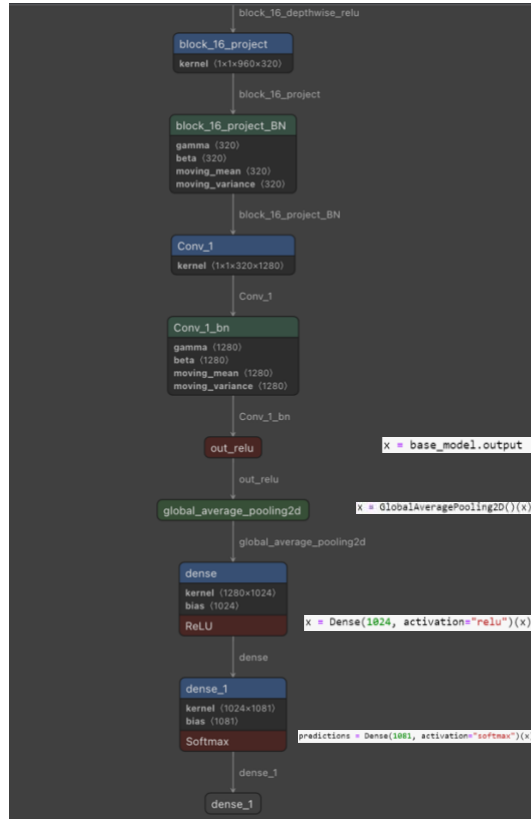 block_16_depthwise_relu
block_16_project
kernel ⟨1×1×960×320⟩
block_16_project
block_16_project_BN
gamma ⟨320⟩
beta ⟨320⟩
moving_mean ⟨320⟩
moving_variance ⟨320⟩
block_16_project_BN
Conv_1
kernel ⟨1×1×320×1280⟩
Conv_1
Conv_1_bn
gamma ⟨1280⟩
beta ⟨1280⟩
moving_mean ⟨1280⟩
moving_variance ⟨1280⟩
Conv_1_bn
out_relu
x = base_model.output
out_relu
global_average_pooling2d
x = GlobalAveragePooling2D()(x)
global_average_pooling2d
dense
kernel ⟨1280×1024⟩
bias ⟨1024⟩
ReLU
x = Dense(1024, activation="relu")(x)
dense
dense_1
kernel ⟨1024×1081⟩
bias ⟨1081⟩
Softmax
predictions = Dense(1081, activation="softmax")(x)
dense_1
dense_1